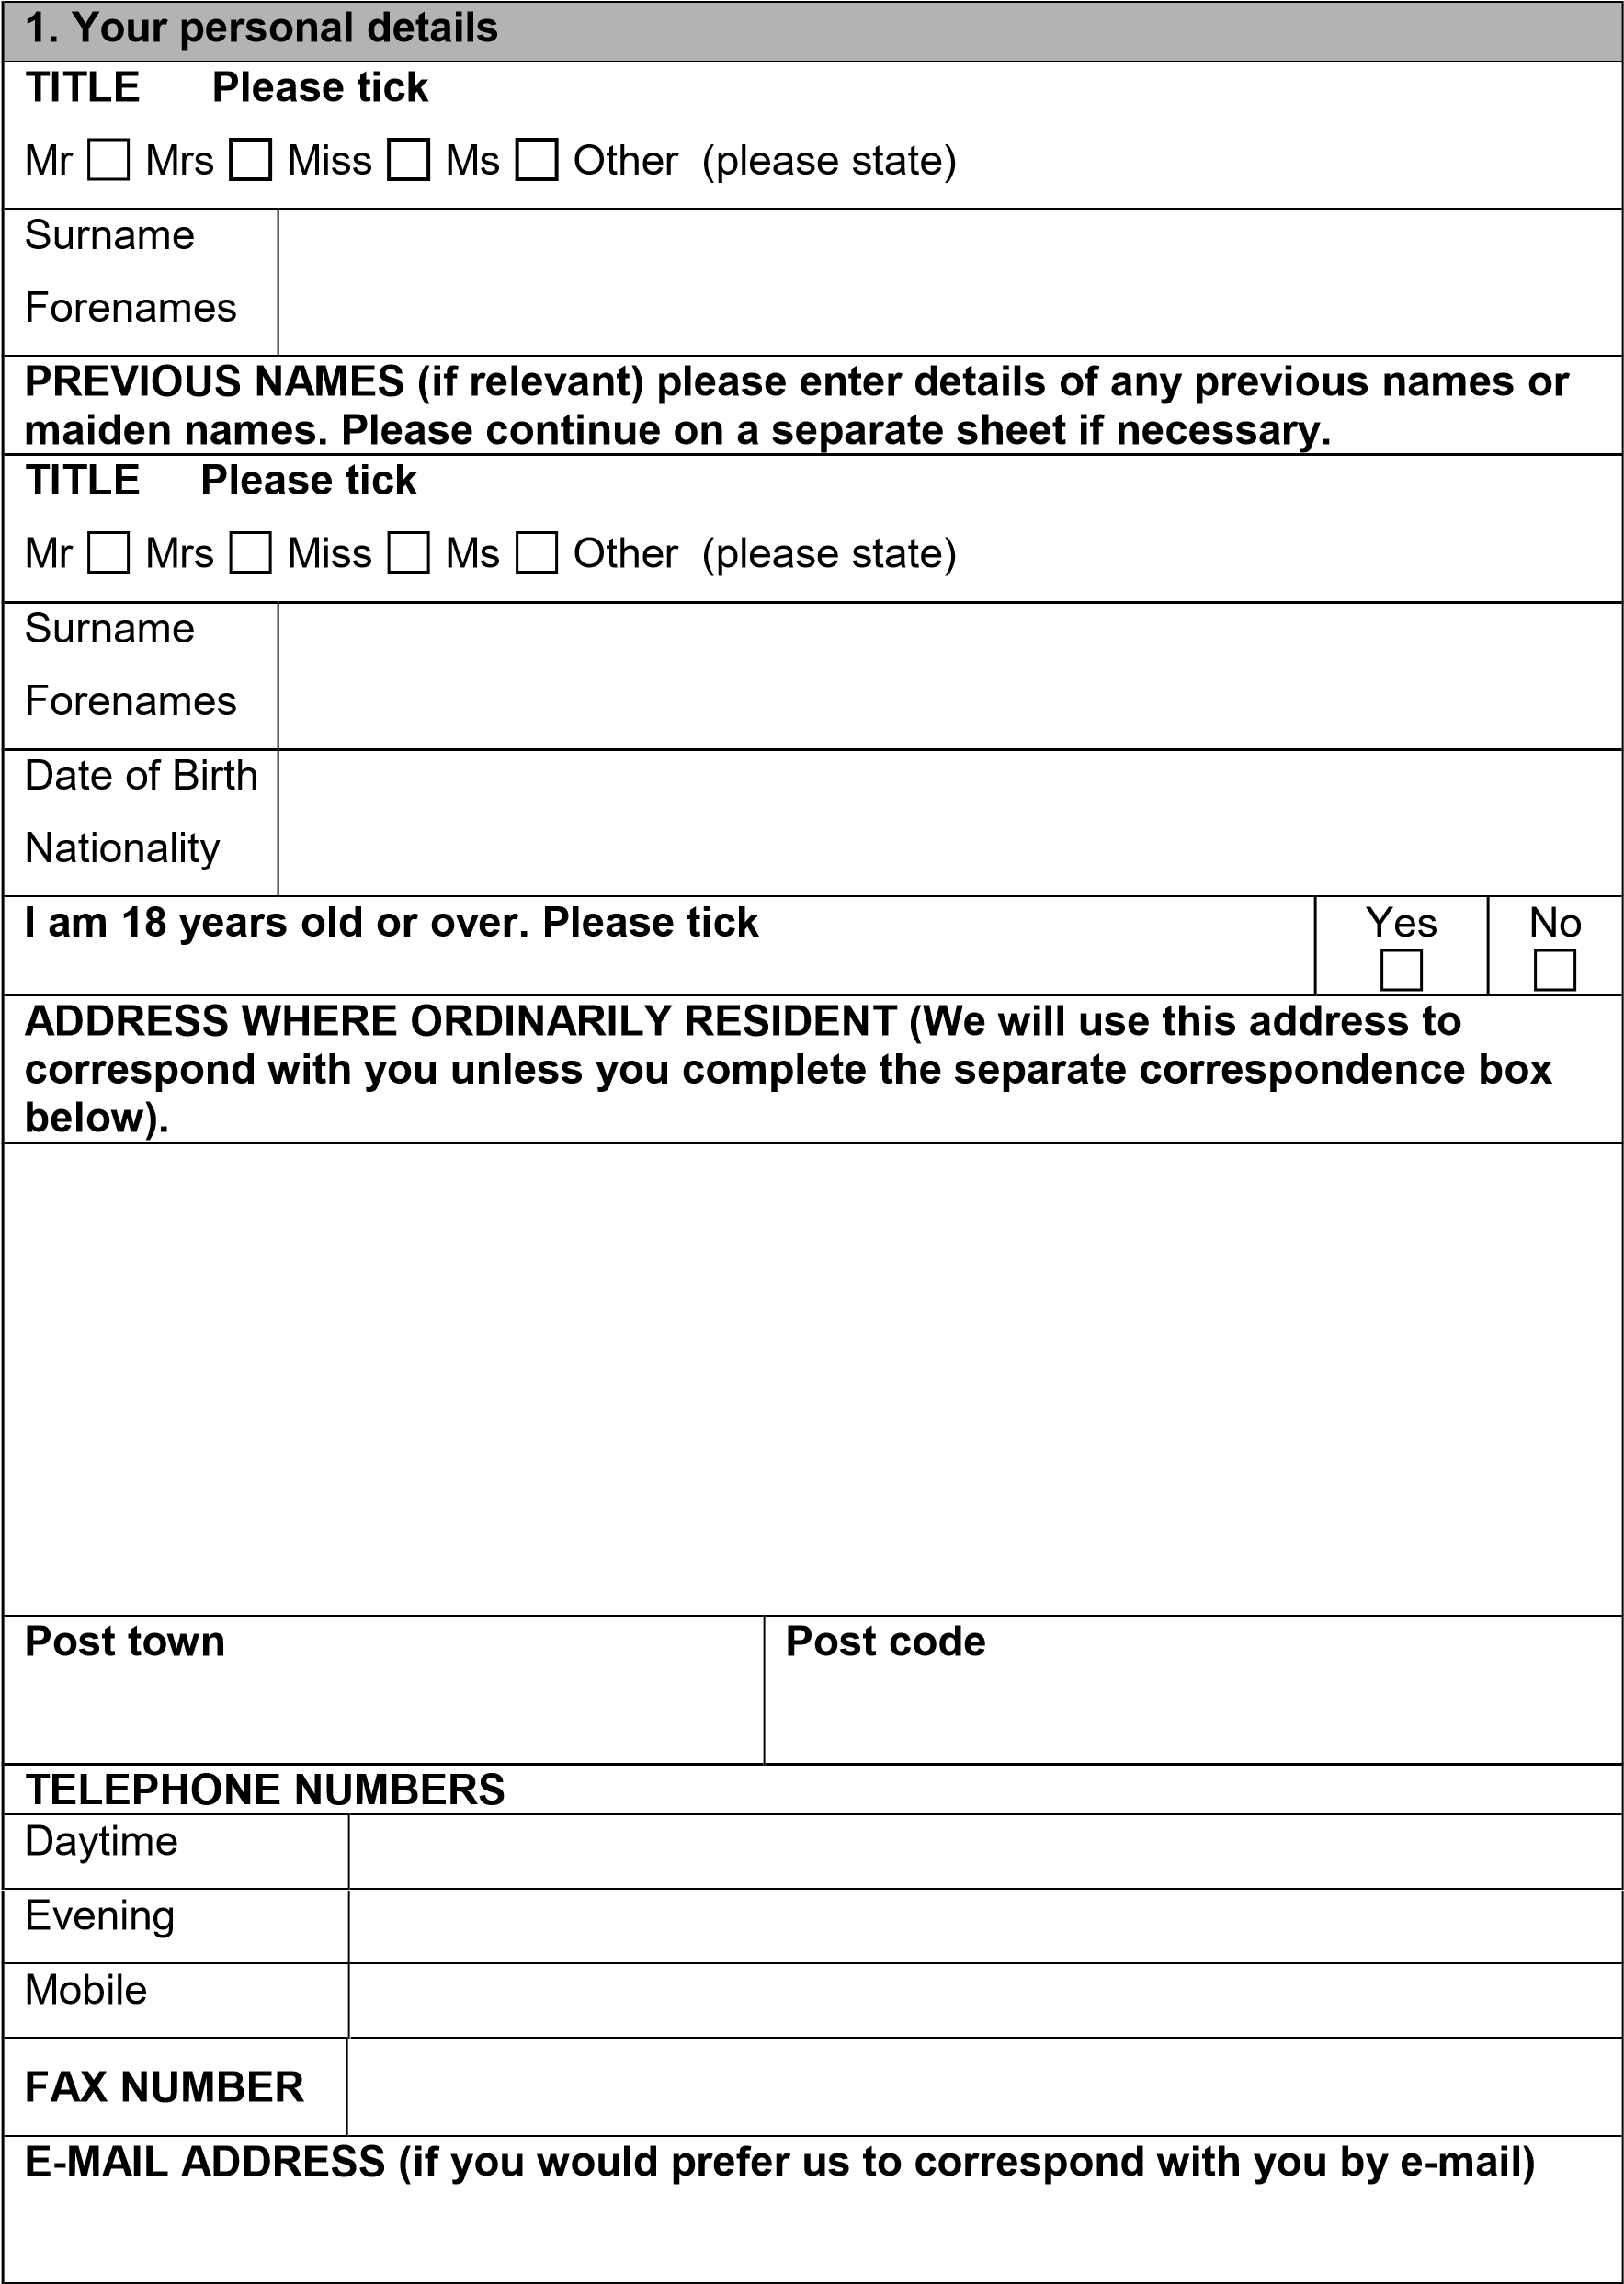 1. Your personal details
TITLE Please tick
Mr Mrs Miss Ms Other (please state)
Surname
Forenames
PREVIOUS NAMES (if relevant) please enter details of any previous names or
maiden names. Please continue on a separate sheet if necessary.
TITLE Please tick
Mr Mrs Miss Ms Other (please state)
Surname
Forenames
Date of Birth
Nationality
I am 18 years old or over. Please tick Yes No
ADDRESS WHERE ORDINARILY RESIDENT (We will use this address to
correspond with you unless you complete the separate correspondence box
below).
Post town Post code
TELEPHONE NUMBERS
Daytime
Evening
Mobile
FAX NUMBER
E-MAIL ADDRESS (if you would prefer us to correspond with you by e-mail)